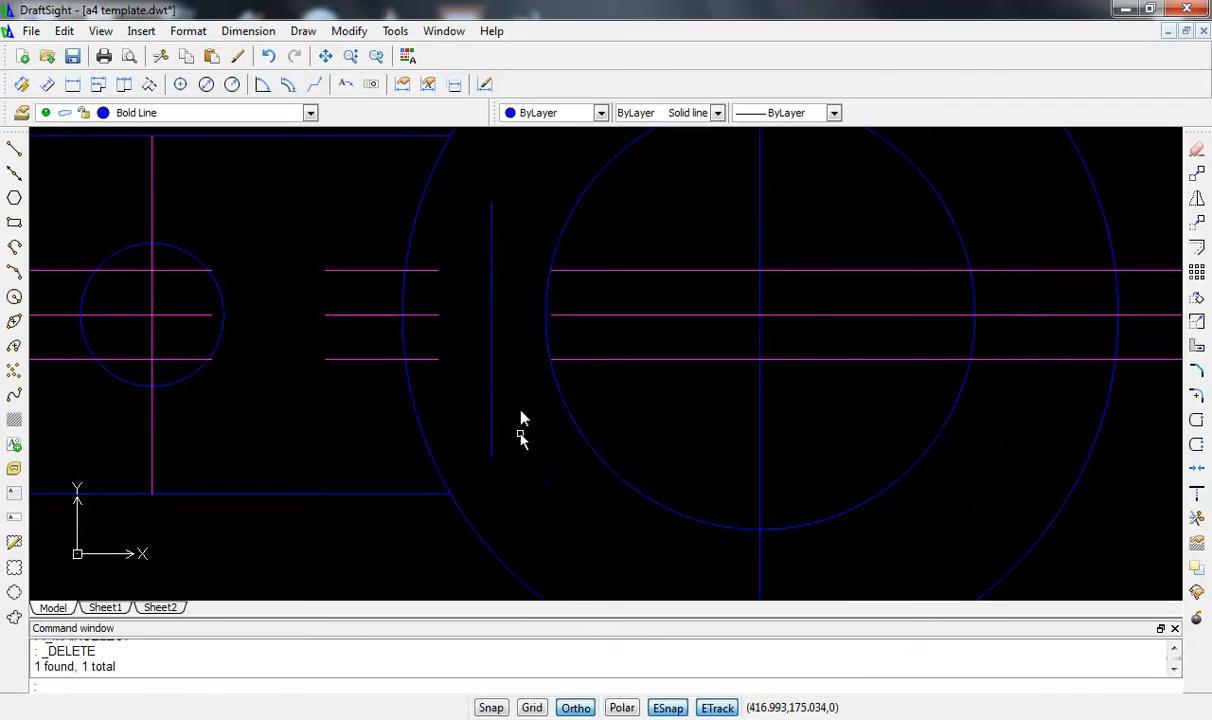 DraftSight - [a4 template.dwt*]
File Edit View Insert Format Dimension Draw Modify Tools Window Help
Bold Line ByLayer ByLayer Solid line ByLayer
Y
X
Model Sheet1 Sheet2
Command window
: _DELETE
1 found, 1 total
:
Snap Grid Ortho Polar ESnap ETrack (416.993,175.034,0)